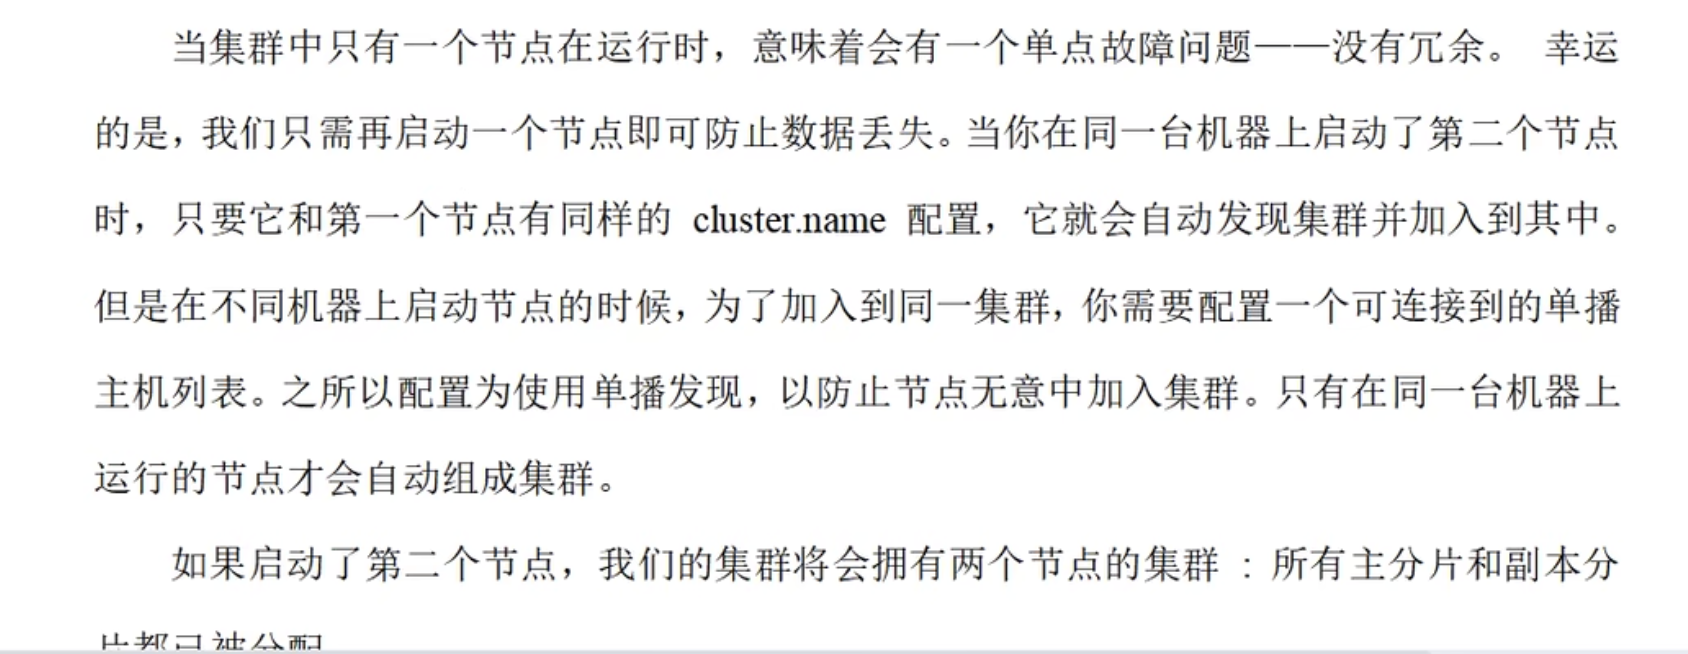 当集群中只有一个节点在运行时，意味着会有一个单点故障问题——没有冗余。 幸运
的是，我们只需再启动一个节点即可防止数据丢失。当你在同一台机器上启动了第二个节点
时，只要它和第一个节点有同样的 cluster.name 配置，它就会自动发现集群并加入到其中。
但是在不同机器上启动节点的时候，为了加入到同一集群，你需要配置一个可连接到的单播
主机列表。之所以配置为使用单播发现，以防止节点无意中加入集群。只有在同一台机器上
运行的节点才会自动组成集群。
如果启动了第二个节点，我们的集群将会拥有两个节点的集群 : 所有主分片和副本分
片都已被分配